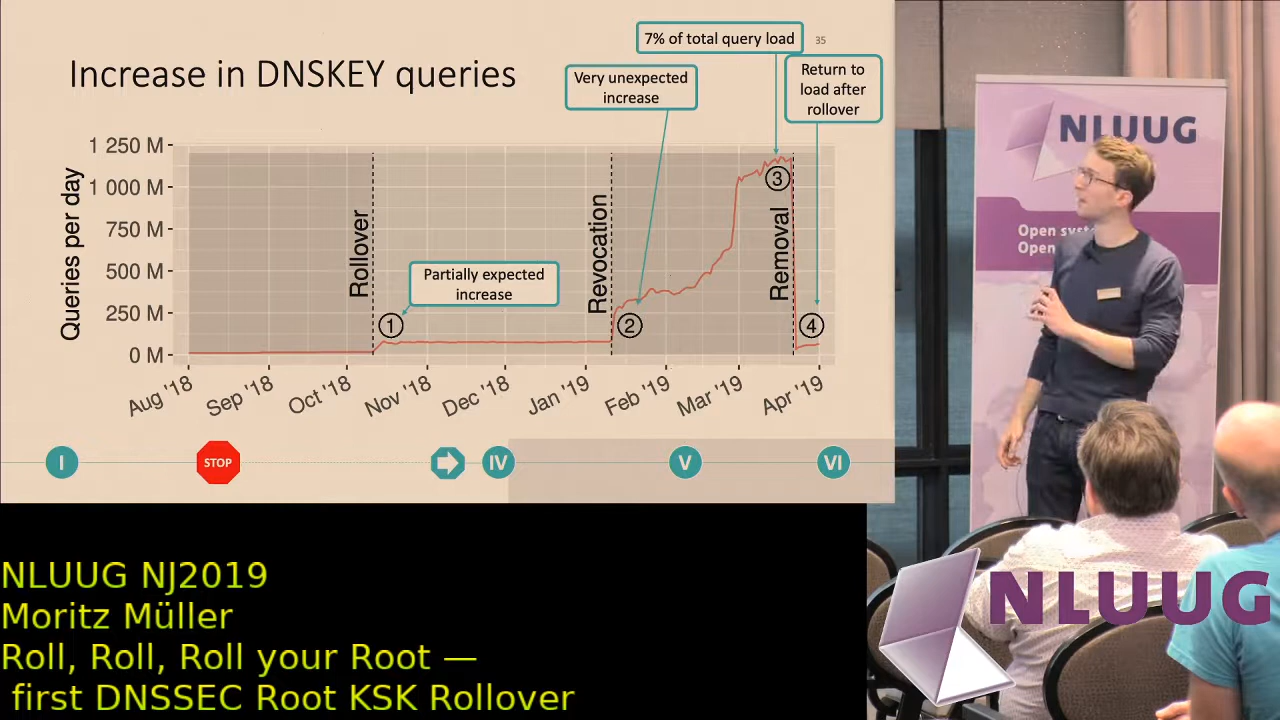 7% of total query load
35
Increase in DNSKEY queries
Very unexpected
increase
Return to
load after
rollover
1 250 M
1 000 M
750 M
500 M
250 M
0 M
Queries per day
Rollover
Revocation
Removal
Partially expected
increase
1
2
3
4
Aug '18
Sep '18
Oct '18
Nov '18
Dec '18
Jan '19
Feb '19
Mar '19
Apr '19
I
STOP
IV
V
VI
NLUUG
Open
Open
NLUUG NJ2019
Moritz Müller
Roll, Roll, Roll your Root —
first DNSSEC Root KSK Rollover
NLUUG